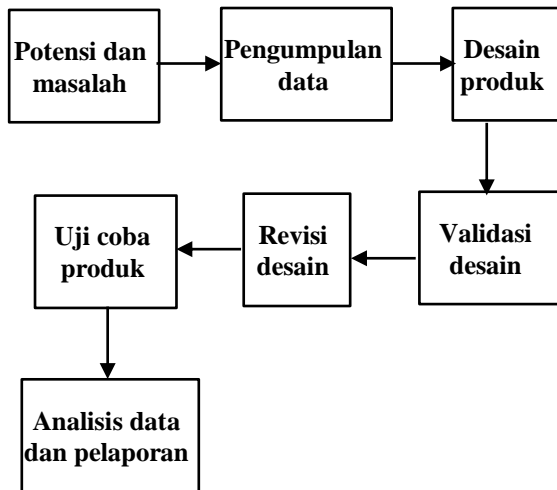 Potensi dan
masalah
Pengumpulan
data
Desain
produk
Validasi
desain
Revisi
desain
Uji coba
produk
Analisis data
dan pelaporan